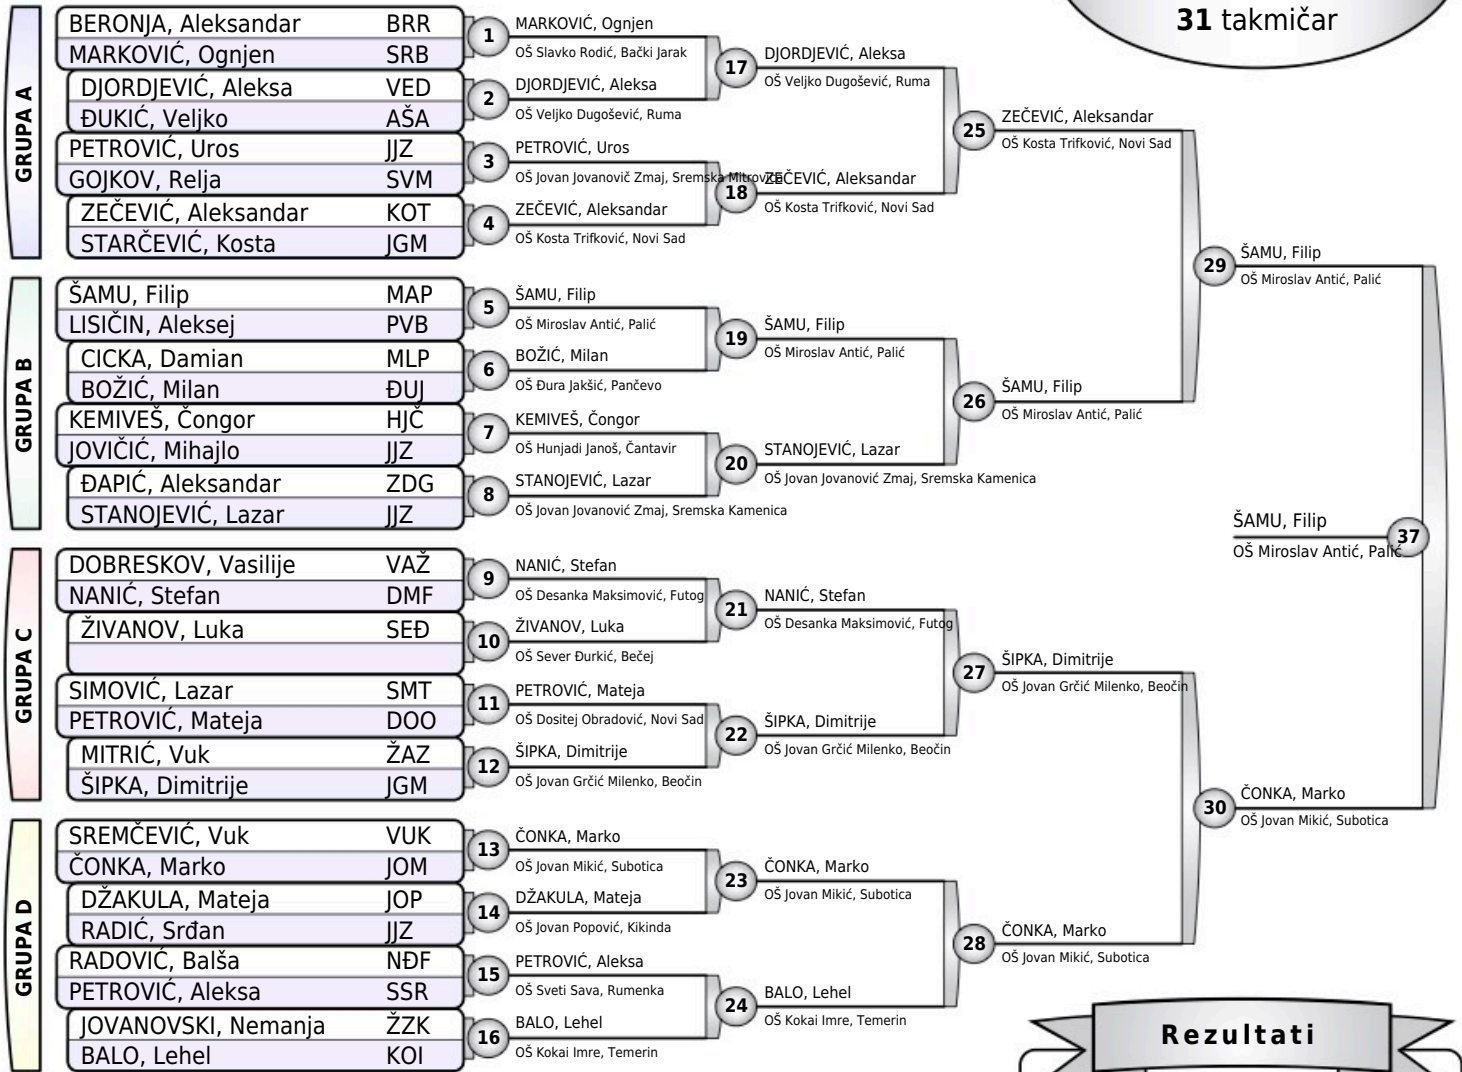 31 takmičar
GRUPA A
BERONJA, Aleksandar BRR
MARKOVIĆ, Ognjen SRB
DJORDJEVIĆ, Aleksa VED
ĐUKIĆ, Veljko AŠA
PETROVIĆ, Uros JJZ
GOJKOV, Relja SVM
ZEČEVIĆ, Aleksandar KOT
STARČEVIĆ, Kosta JGM
GRUPA B
ŠAMU, Filip MAP
LISIČIN, Aleksej PVB
CICKA, Damian MLP
BOŽIĆ, Milan ĐUJ
KEMIVEŠ, Čongor HJČ
JOVIČIĆ, Mihajlo JJZ
ĐAPIĆ, Aleksandar ZDG
STANOJEVIĆ, Lazar JJZ
GRUPA C
DOBRESKOV, Vasilije VAŽ
NANIĆ, Stefan DMF
ŽIVANOV, Luka SEĐ
SIMOVIĆ, Lazar SMT
PETROVIĆ, Mateja DOO
MITRIĆ, Vuk ŽAZ
ŠIPKA, Dimitrije JGM
GRUPA D
SREMČEVIĆ, Vuk VUK
ČONKA, Marko JOM
DŽAKULA, Mateja JOP
RADIĆ, Srđan JJZ
RADOVIĆ, Balša NĐF
PETROVIĆ, Aleksa SSR
JOVANOVSKI, Nemanja ŽZK
BALO, Lehel KOI
1
MARKOVIĆ, Ognjen
OŠ Slavko Rodić, Bački Jarak
2
DJORDJEVIĆ, Aleksa
OŠ Veljko Dugošević, Ruma
3
PETROVIĆ, Uros
OŠ Jovan Jovanovič Zmaj, Sremska Mitrovica
4
ZEČEVIĆ, Aleksandar
OŠ Kosta Trifković, Novi Sad
5
ŠAMU, Filip
OŠ Miroslav Antić, Palić
6
BOŽIĆ, Milan
OŠ Đura Jakšić, Pančevo
7
KEMIVEŠ, Čongor
OŠ Hunjadi Janoš, Čantavir
8
STANOJEVIĆ, Lazar
OŠ Jovan Jovanović Zmaj, Sremska Kamenica
9
NANIĆ, Stefan
OŠ Desanka Maksimović, Futog
10
ŽIVANOV, Luka
OŠ Sever Đurkić, Bečej
11
PETROVIĆ, Mateja
OŠ Dositej Obradović, Novi Sad
12
ŠIPKA, Dimitrije
OŠ Jovan Grčić Milenko, Beočin
13
ČONKA, Marko
OŠ Jovan Mikić, Subotica
14
DŽAKULA, Mateja
OŠ Jovan Popović, Kikinda
15
PETROVIĆ, Aleksa
OŠ Sveti Sava, Rumenka
16
BALO, Lehel
OŠ Kokai Imre, Temerin
17
DJORDJEVIĆ, Aleksa
OŠ Veljko Dugošević, Ruma
18
ZEČEVIĆ, Aleksandar
OŠ Kosta Trifković, Novi Sad
19
ŠAMU, Filip
OŠ Miroslav Antić, Palić
20
STANOJEVIĆ, Lazar
OŠ Jovan Jovanović Zmaj, Sremska Kamenica
21
NANIĆ, Stefan
OŠ Desanka Maksimović, Futog
22
ŠIPKA, Dimitrije
OŠ Jovan Grčić Milenko, Beočin
23
ČONKA, Marko
OŠ Jovan Mikić, Subotica
24
BALO, Lehel
OŠ Kokai Imre, Temerin
25
ZEČEVIĆ, Aleksandar
OŠ Kosta Trifković, Novi Sad
26
ŠAMU, Filip
OŠ Miroslav Antić, Palić
27
ŠIPKA, Dimitrije
OŠ Jovan Grčić Milenko, Beočin
28
ČONKA, Marko
OŠ Jovan Mikić, Subotica
29
ŠAMU, Filip
OŠ Miroslav Antić, Palić
30
ČONKA, Marko
OŠ Jovan Mikić, Subotica
37
ŠAMU, Filip
OŠ Miroslav Antić, Palić
Rezultati